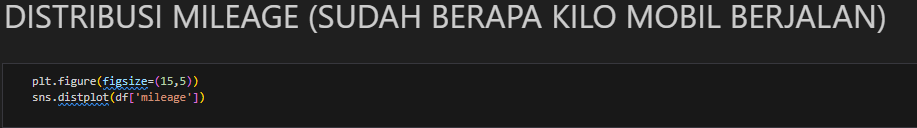 DISTRIBUSI MILEAGE (SUDAH BERAPA KILO MOBIL BERJALAN)
plt.figure(figsize=(15,5))
sns.distplot(df['mileage'])